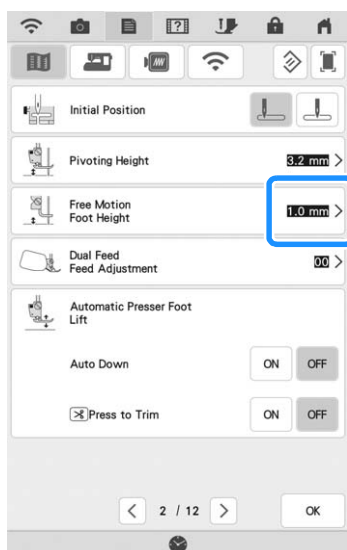 Initial Position
Pivoting Height
3.2 mm >
Free Motion
Foot Height
1.0 mm >
Dual Feed
Feed Adjustment
00 >
Automatic Presser Foot
Lift
Auto Down
ON OFF
Press to Trim
ON OFF
< 2 / 12 >
OK